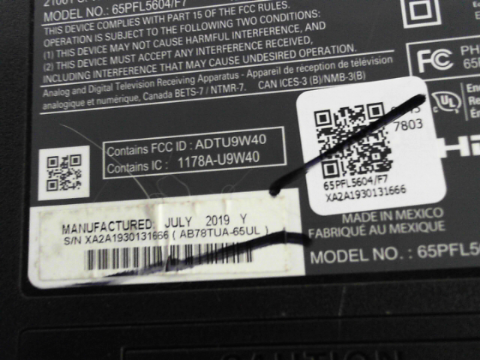 MODEL NO.: 65PFL5604/F7
THIS DEVICE COMPLIES WITH PART 15 OF THE FCC RULES.
OPERATION IS SUBJECT TO THE FOLLOWING TWO CONDITIONS:
(1) THIS DEVICE MAY NOT CAUSE HARMFUL INTERFERENCE, AND
(2) THIS DEVICE MUST ACCEPT ANY INTERFERENCE RECEIVED,
INCLUDING INTERFERENCE THAT MAY CAUSE UNDESIRED OPERATION.
Analog and Digital Television Receiving Apparatus - Appareil de réception de télévision
analogique et numérique, Canada BETS-7 / NTMR-7. CAN ICES-3 (B)/NMB-3(B)
FCC
PH
Contains FCC ID : ADTU9W40
Contains IC : 1178A-U9W40
7803
UL
65PFL5604/F7
XA2A1930131666
MANUFACTURED JULY 2019 Y
S/N XA2A1930131666 ( AB78TUA-65UL )
MADE IN MEXICO
FABRIQUÉ AU MEXIQUE
MODEL NO. : 65PFL5